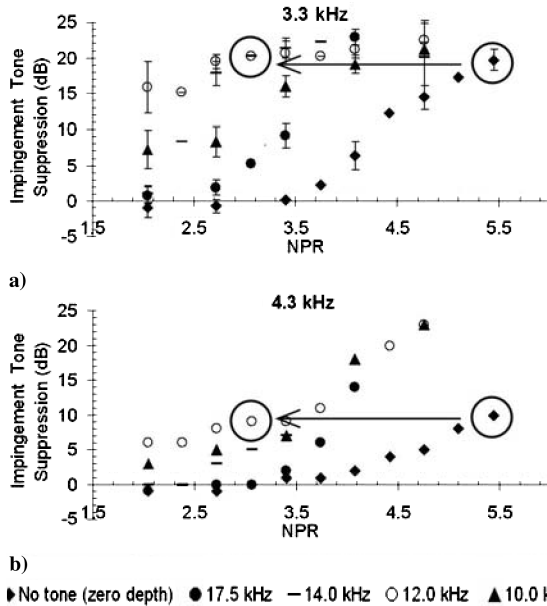 3.3 kHz
Impingement Tone
Suppression (dB)
25
20
15
10
5
0
-5
1.5
2.5
3.5
4.5
5.5
NPR
a)
4.3 kHz
Impingement Tone
Suppression (dB)
25
20
15
10
5
0
-5
1.5
2.5
3.5
4.5
5.5
NPR
b)
No tone (zero depth) 17.5 kHz 14.0 kHz 12.0 kHz 10.0